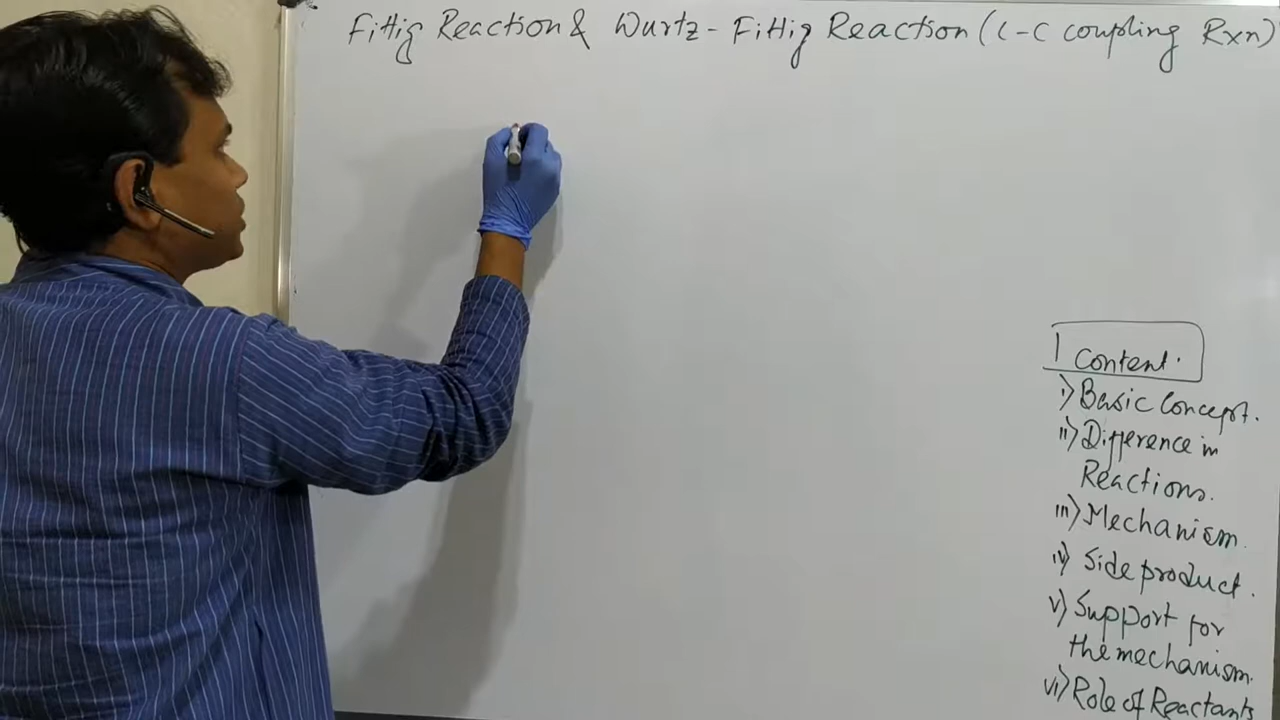 Fittig Reaction & Wurtz-Fittig Reaction (C-C coupling Rxn)
Content.
i) Basic Concept.
ii) Difference in
Reactions.
iii) Mechanism.
iv) Side product.
v) Support for
the mechanism.
vi) Role of Reactants